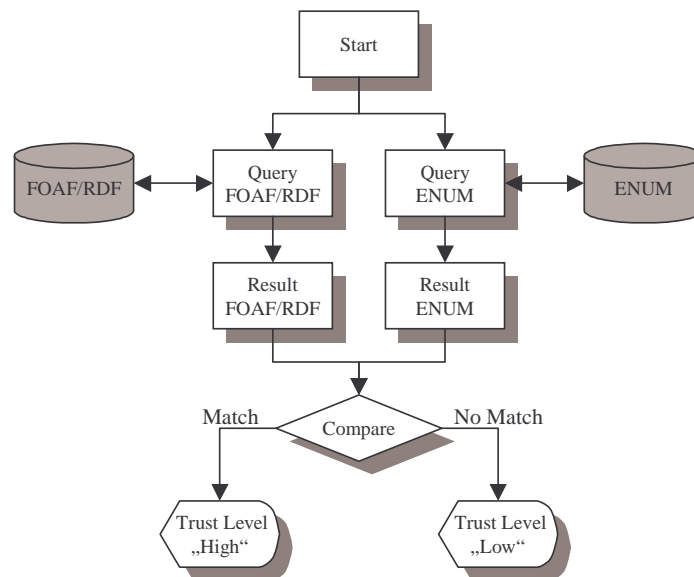 Start
FOAF/RDF
Query
FOAF/RDF
Query
ENUM
ENUM
Result
FOAF/RDF
Result
ENUM
Match
Compare
No Match
Trust Level
„High“
Trust Level
„Low“